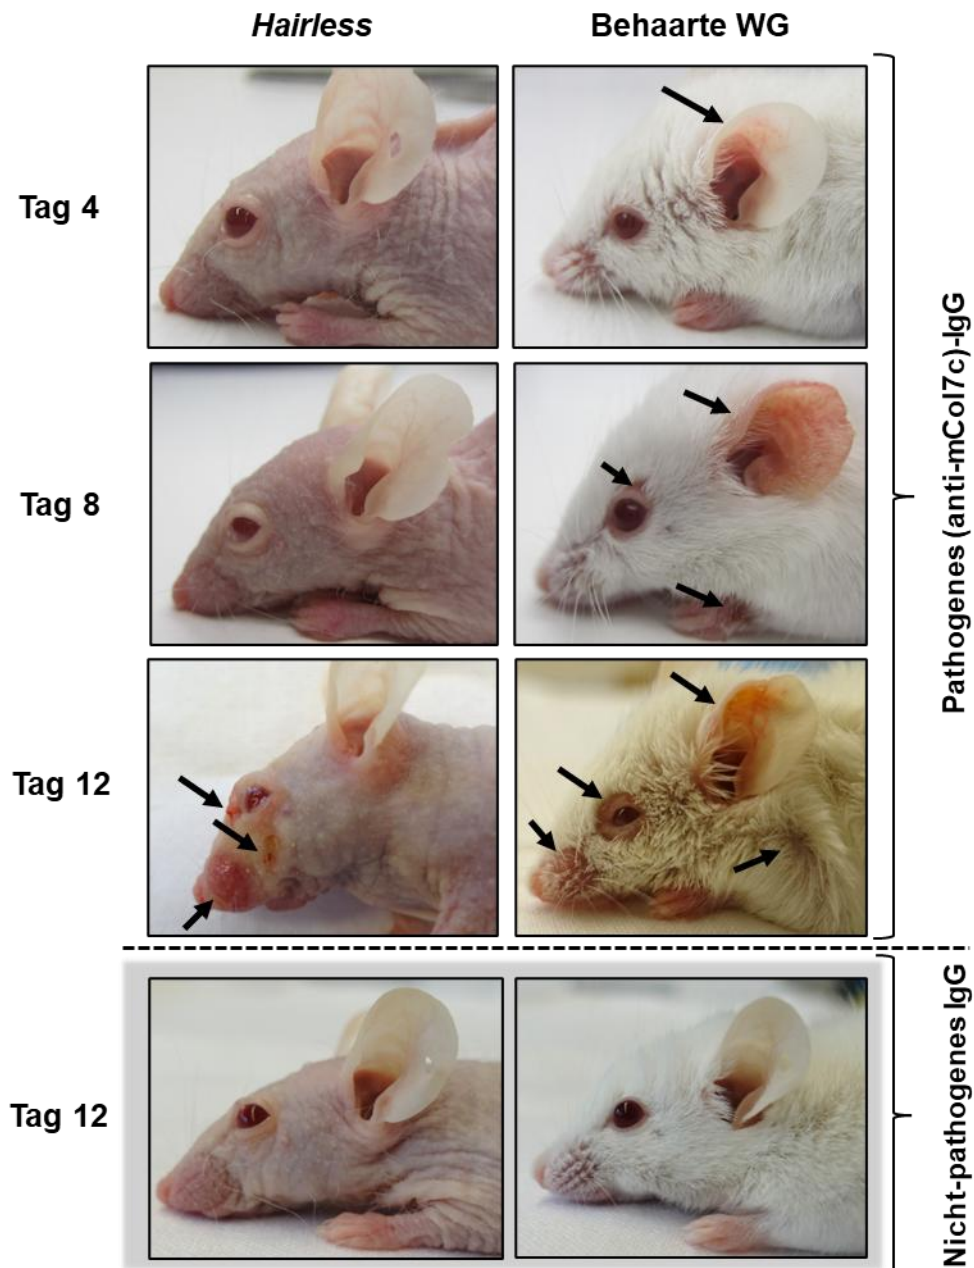 Hairless
Behaarte WG
Tag 4
Tag 8
Tag 12
Pathogenes (anti-mCol7c)-IgG
Tag 12
Nicht-pathogenes IgG